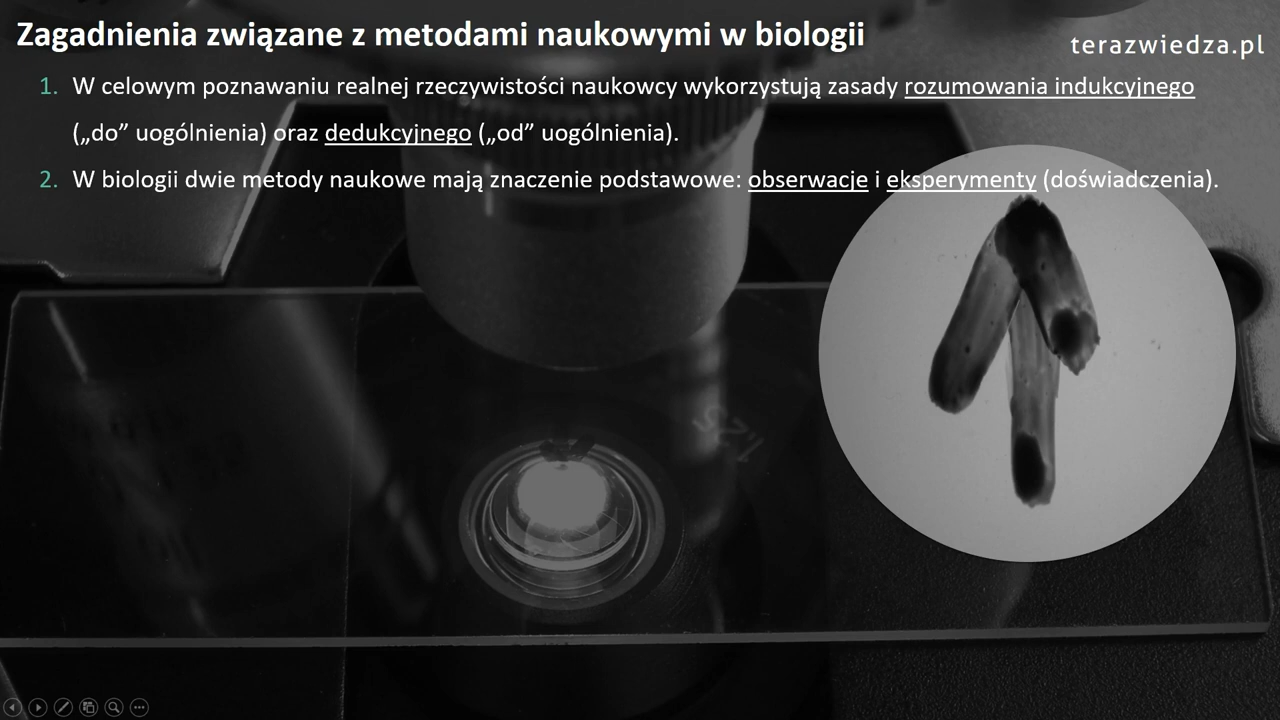 Zagadnienia związane z metodami naukowymi w biologii
terazwiedza.pl
1. W celowym poznawaniu realnej rzeczywistości naukowcy wykorzystują zasady rozumowania indukcyjnego
(„do” uogólnienia) oraz dedukcyjnego („od” uogólnienia).
2. W biologii dwie metody naukowe mają znaczenie podstawowe: obserwacje i eksperymenty (doświadczenia).